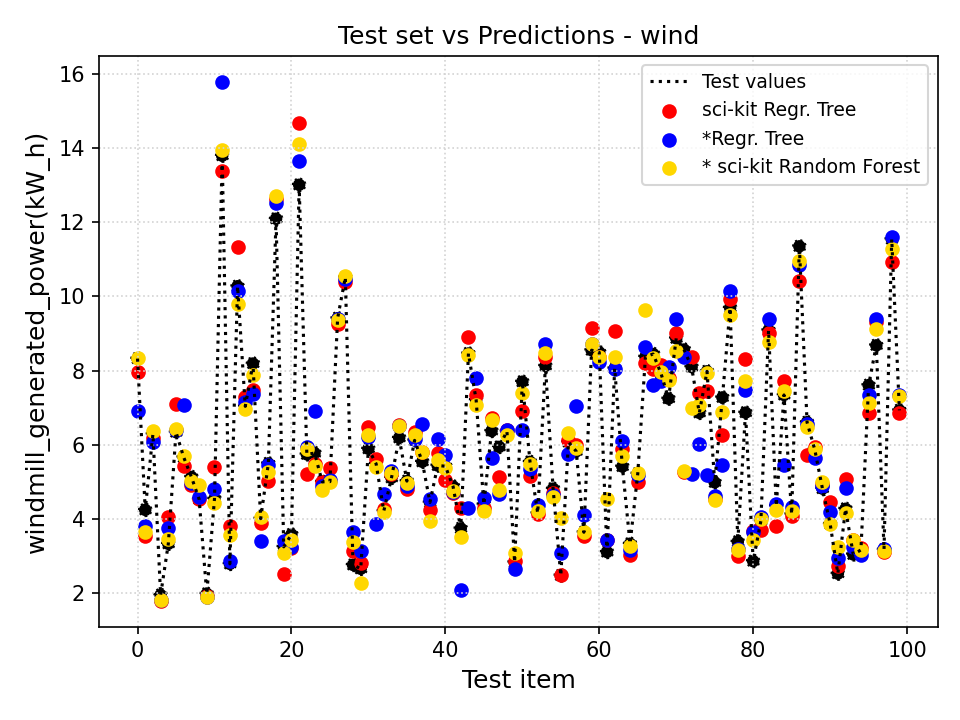 Test set vs Predictions - wind
windmill_generated_power(kW_h)
16
14
12
10
8
6
4
2
0
20
40
60
80
100
Test item
Test values
sci-kit Regr. Tree
*Regr. Tree
* sci-kit Random Forest